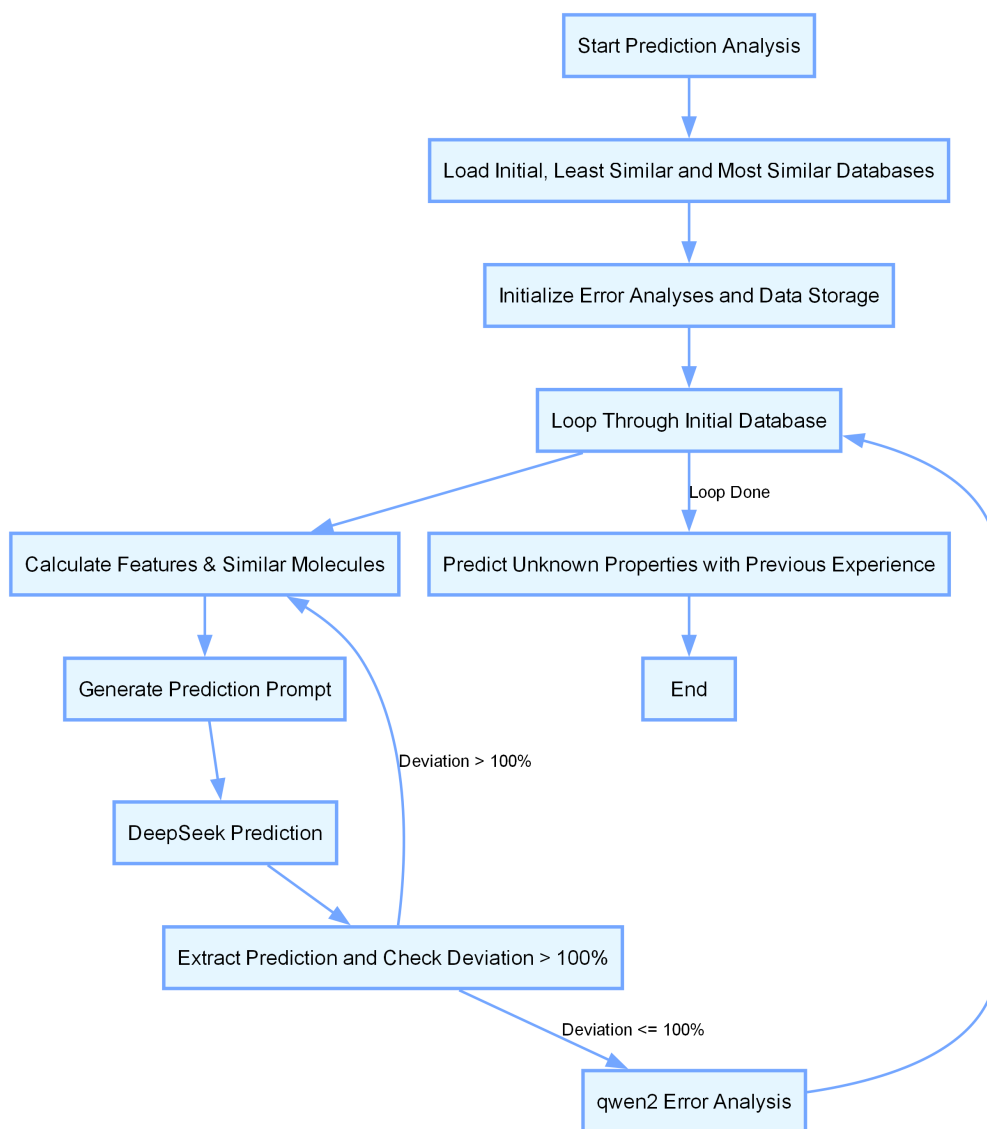 Start Prediction Analysis
Load Initial, Least Similar and Most Similar Databases
Initialize Error Analyses and Data Storage
Loop Through Initial Database
Loop Done
Calculate Features & Similar Molecules
Predict Unknown Properties with Previous Experience
Generate Prediction Prompt
End
Deviation > 100%
DeepSeek Prediction
Extract Prediction and Check Deviation > 100%
Deviation <= 100%
qwen2 Error Analysis